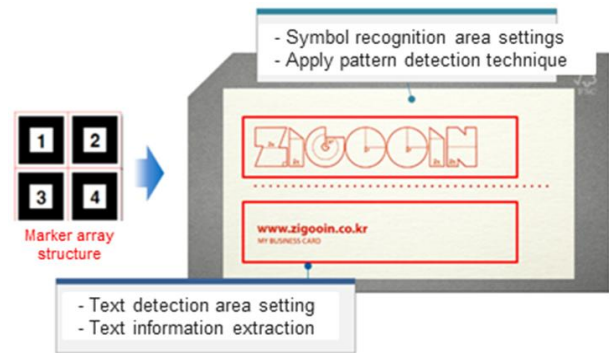 - Symbol recognition area settings
- Apply pattern detection technique
1 2
3 4
Marker array
structure
ZIGOOIN
www.zigooin.co.kr
MY BUSINESS CARD
- Text detection area setting
- Text information extraction